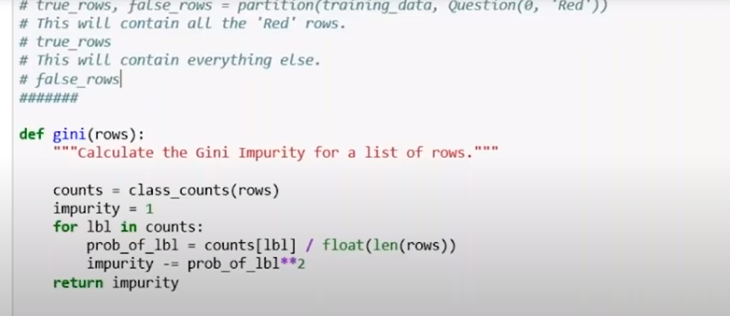 # true_rows, false_rows = partition(training_data, Question(0, 'Red'))
# This will contain all the 'Red' rows.
# true_rows
# This will contain everything else.
# false_rows
#######
def gini(rows):
"""Calculate the Gini Impurity for a list of rows."""
counts = class_counts(rows)
impurity = 1
for lbl in counts:
prob_of_lbl = counts[lbl] / float(len(rows))
impurity -= prob_of_lbl**2
return impurity